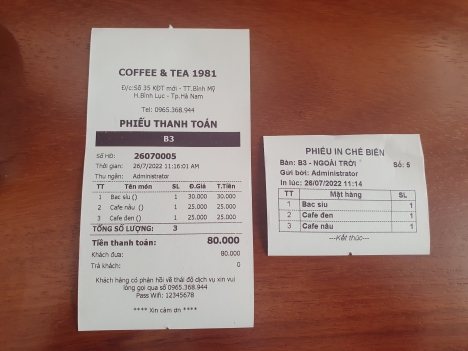 COFFEE & TEA 1981
Đ/c:Số 35 KĐT mới - TT.Bình Mỹ
H.Bình Lục - Tp.Hà Nam
Tel: 0965.368.944
PHIẾU THANH TOÁN
B3
Số HĐ: 26070005
Thời gian: 26/7/2022 11:16:01 AM
Thu ngân: Administrator
TT Tên món SL Đ.Giá T.Tiền
1 Bac síu () 1 30.000 30.000
2 Cafe nâu () 1 25.000 25.000
3 Cafe đen () 1 25.000 25.000
TỔNG SỐ LƯỢNG: 3
Tiền thanh toán: 80.000
Khách đưa: 80.000
Trả khách: 0
Khách hàng có phản hồi về thái độ dịch vụ xin vui
lòng gọi qua số 0965.368.944
Pass Wifi: 12345678
**** Xin cảm ơn ****
PHIẾU IN CHẾ BIẾN
Bàn: B3 - NGOÀI TRỜI Số: 5
Gửi bởi: Administrator
In lúc: 26/07/2022 11:14
TT Mặt hàng SL
1 Bac síu 1
2 Cafe đen 1
3 Cafe nâu 1
---Kết thúc---